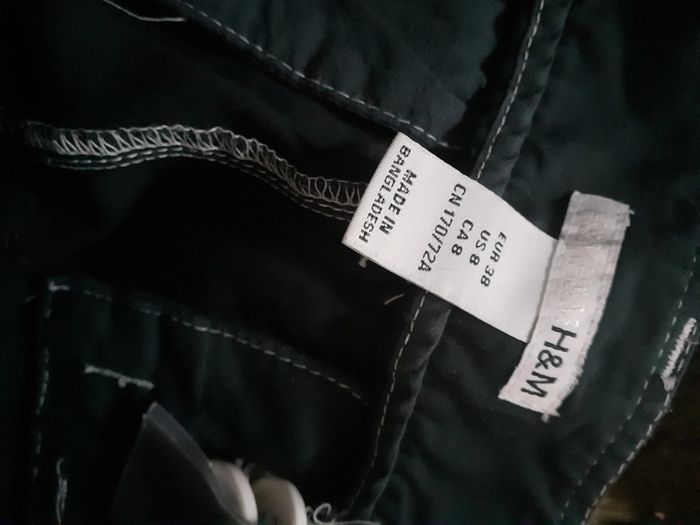 H&M
EUR 38
US 8
CA 8
CN 170/72A
MADE IN
BANGLADESH